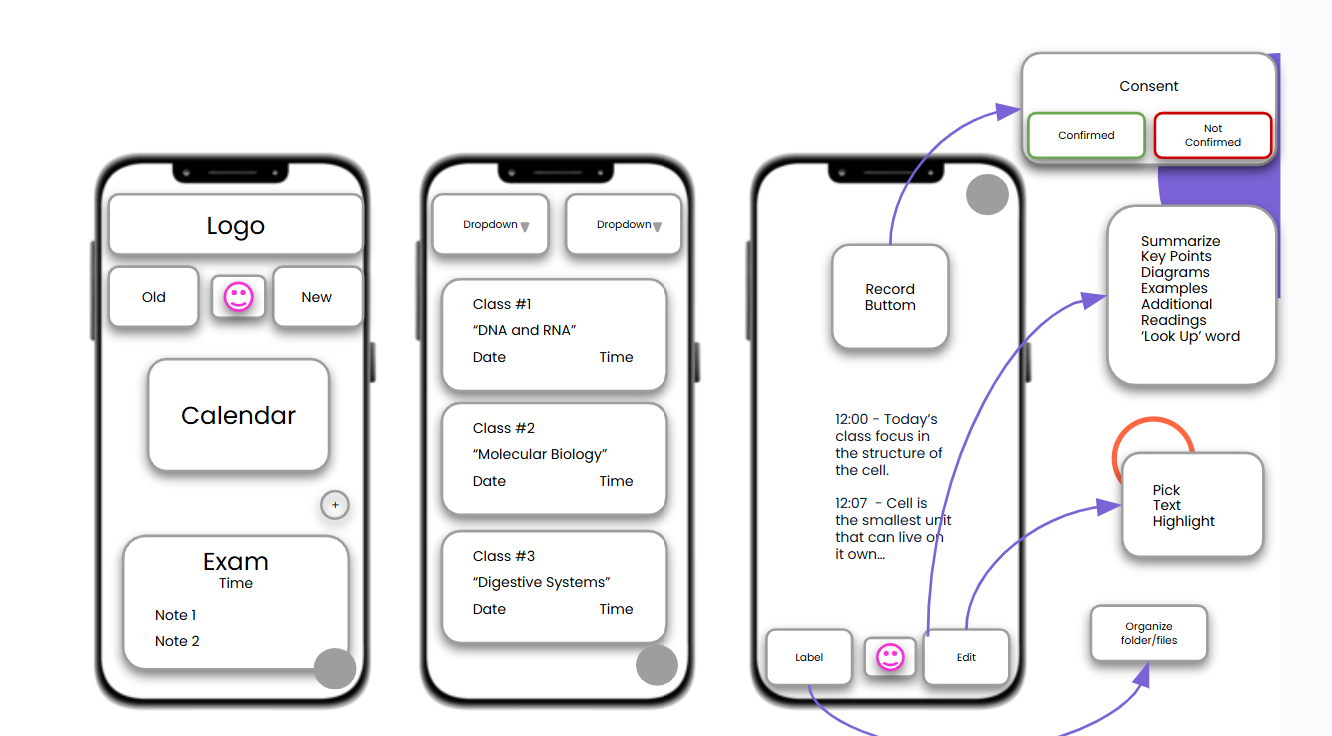 Logo
Old
New
Calendar
+
Exam
Time
Note 1
Note 2
Dropdown
Dropdown
Class #1
“DNA and RNA”
Date Time
Class #2
“Molecular Biology”
Date Time
Class #3
“Digestive Systems”
Date Time
Record
Buttom
12:00 - Today’s
class focus in
the structure of
the cell.
12:07 - Cell is
the smallest unit
that can live on
it own...
Label
Edit
Consent
Confirmed
Not
Confirmed
Summarize
Key Points
Diagrams
Examples
Additional
Readings
‘Look Up’ word
Pick
Text
Highlight
Organize
folder/files